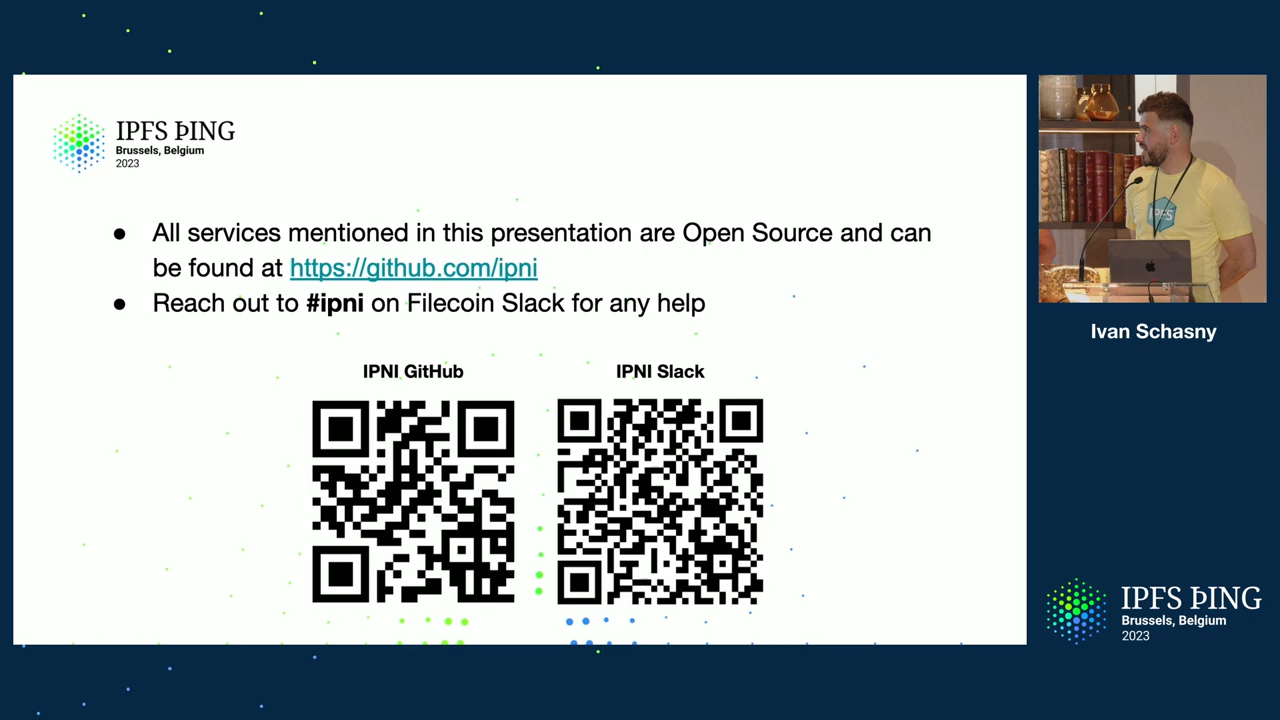 IPFS ÞING
Brussels, Belgium
2023
● All services mentioned in this presentation are Open Source and can
be found at https://github.com/ipni
● Reach out to #ipni on Filecoin Slack for any help
IPNI GitHub
IPNI Slack
IPFS
Ivan Schasny
IPFS ÞING
Brussels, Belgium
2023